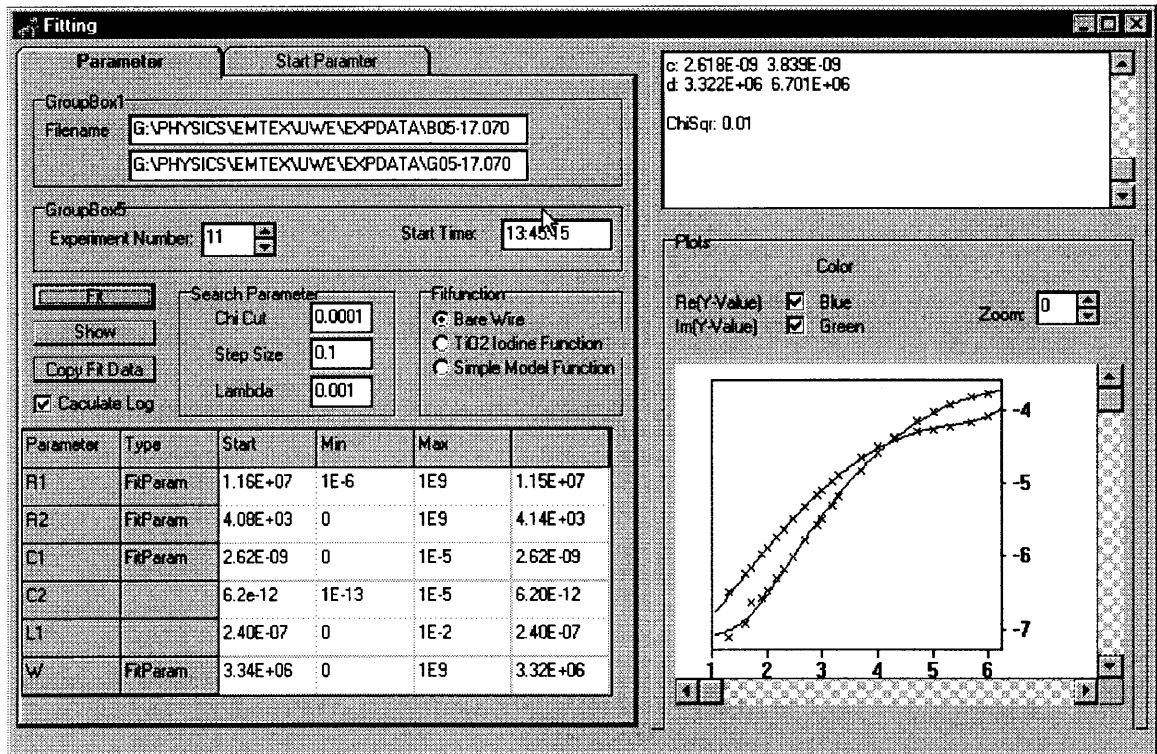 Fitting
Parameter Start Paramter
GroupBox1
Filename G:\PHYSICS\EMTEX\UWE\EXPDATA\B05-17.070
G:\PHYSICS\EMTEX\UWE\EXPDATA\G05-17.070
GroupBox5
Experiment Number: 11 Start Time: 13:45:15
Fit
Show
Copy Fit Data
Caculate Log
Search Parameter
Chi Cut 0.0001
Step Size 0.1
Lambda 0.001
Fitfunction
Bare Wire
TiO2 Iodine Function
Simple Model Function
Parameter Type Start Min Max
R1 FitParam 1.16E+07 1E-6 1E9 1.15E+07
R2 FitParam 4.08E+03 0 1E9 4.14E+03
C1 FitParam 2.62E-09 0 1E-5 2.62E-09
C2 6.2e-12 1E-13 1E-5 6.20E-12
L1 2.40E-07 0 1E-2 2.40E-07
W FitParam 3.34E+06 0 1E9 3.32E+06
c: 2.618E-09 3.839E-09
d: 3.322E+06 6.701E+06
ChiSqr: 0.01
Plots
Color
Re(Y-Value) Blue
Im(Y-Value) Green
Zoom: 0
-4
-5
-6
-7
1 2 3 4 5 6